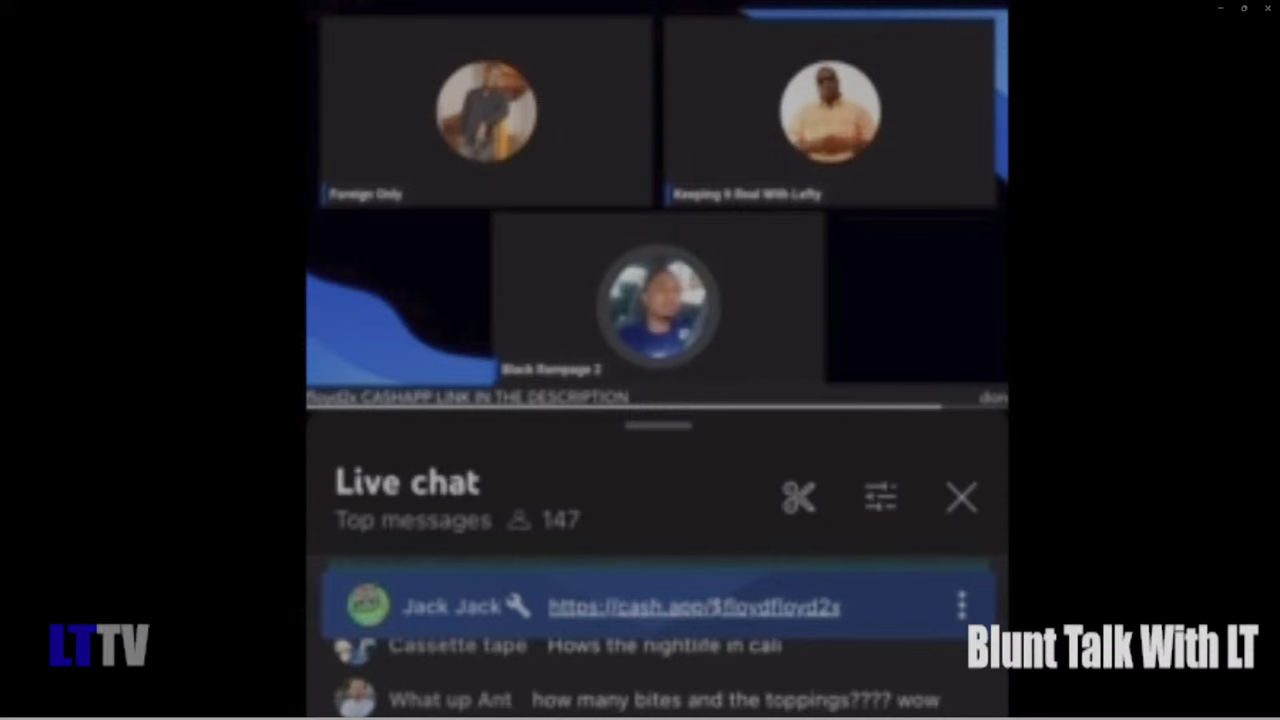 Foreign Only
Keeping It Real With Lefty
Black Rampage 2
floyd2x CASHAPP LINK IN THE DESCRIPTION
don
Live chat
Top messages 147
Jack Jack https://cash.app/$floydfloyd2x
Cassette tape Hows the nightlife in cali
What up Ant how many bites and the toppings???? wow
LTTV
Blunt Talk With LT